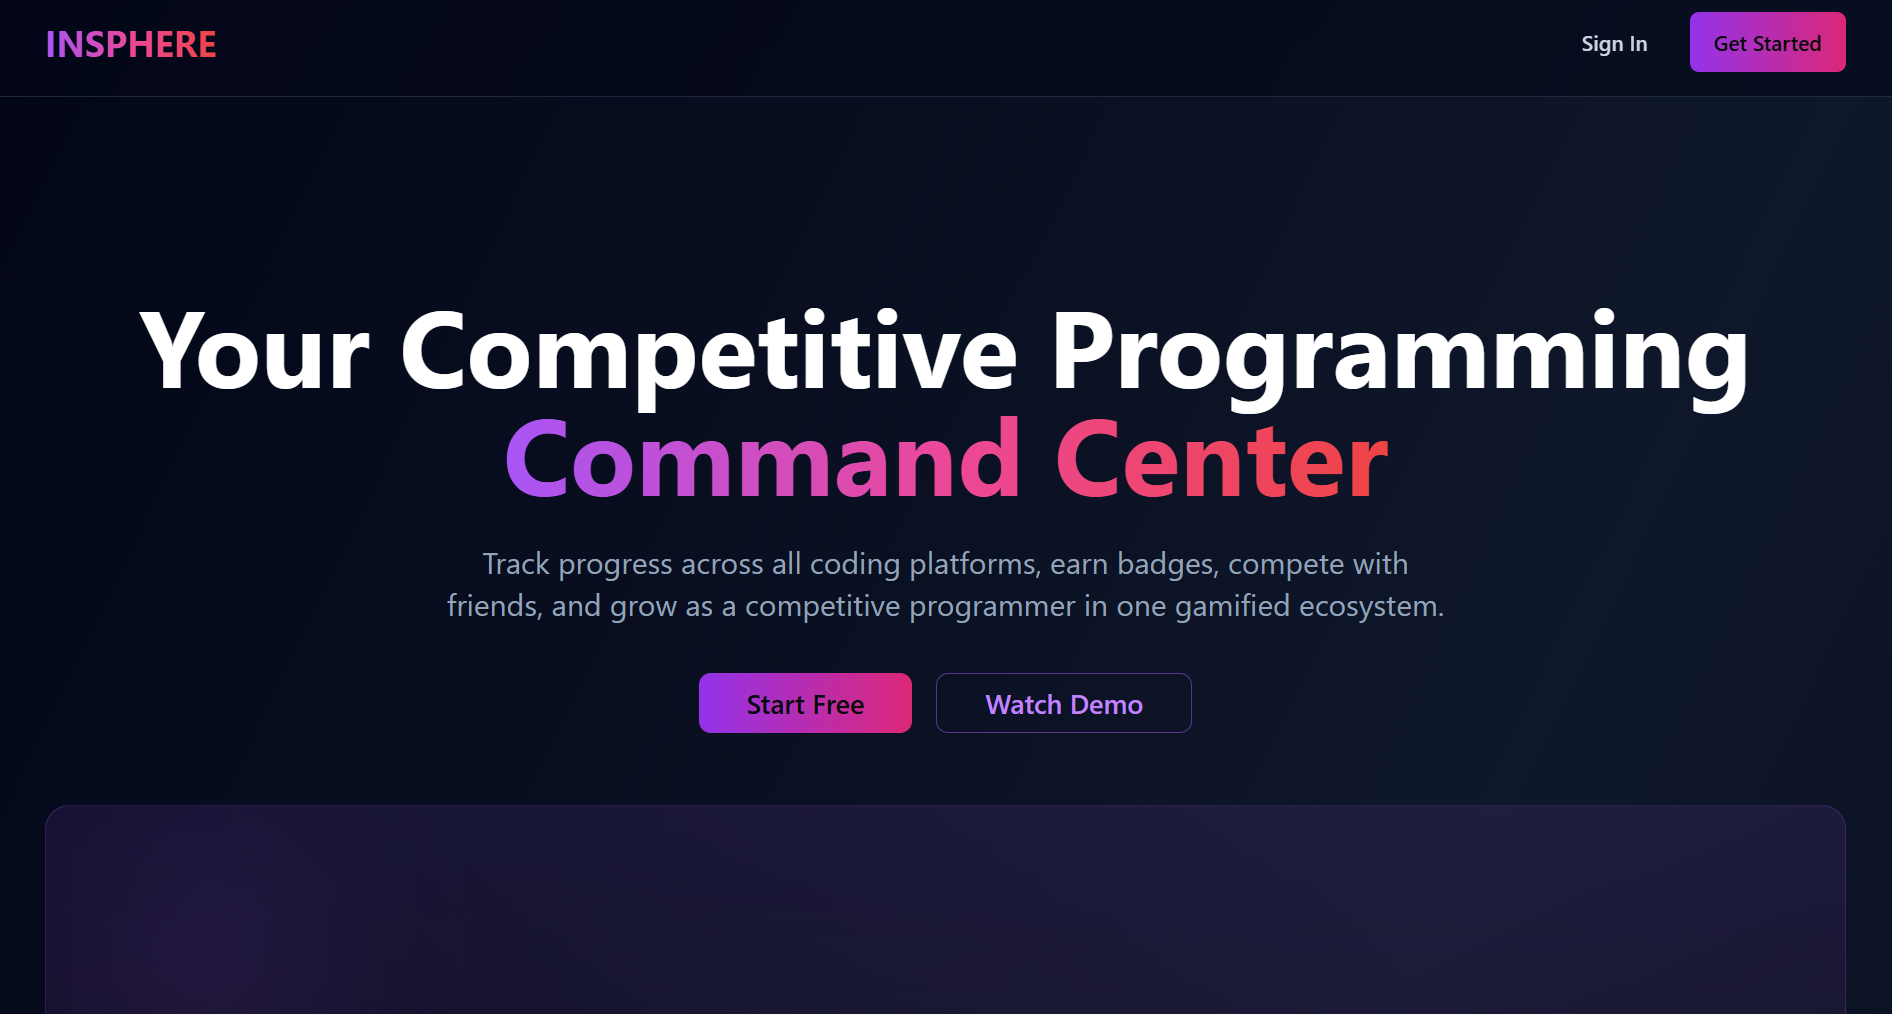 INSPHERE
Sign In
Get Started
Your Competitive Programming
Command Center
Track progress across all coding platforms, earn badges, compete with
friends, and grow as a competitive programmer in one gamified ecosystem.
Start Free
Watch Demo